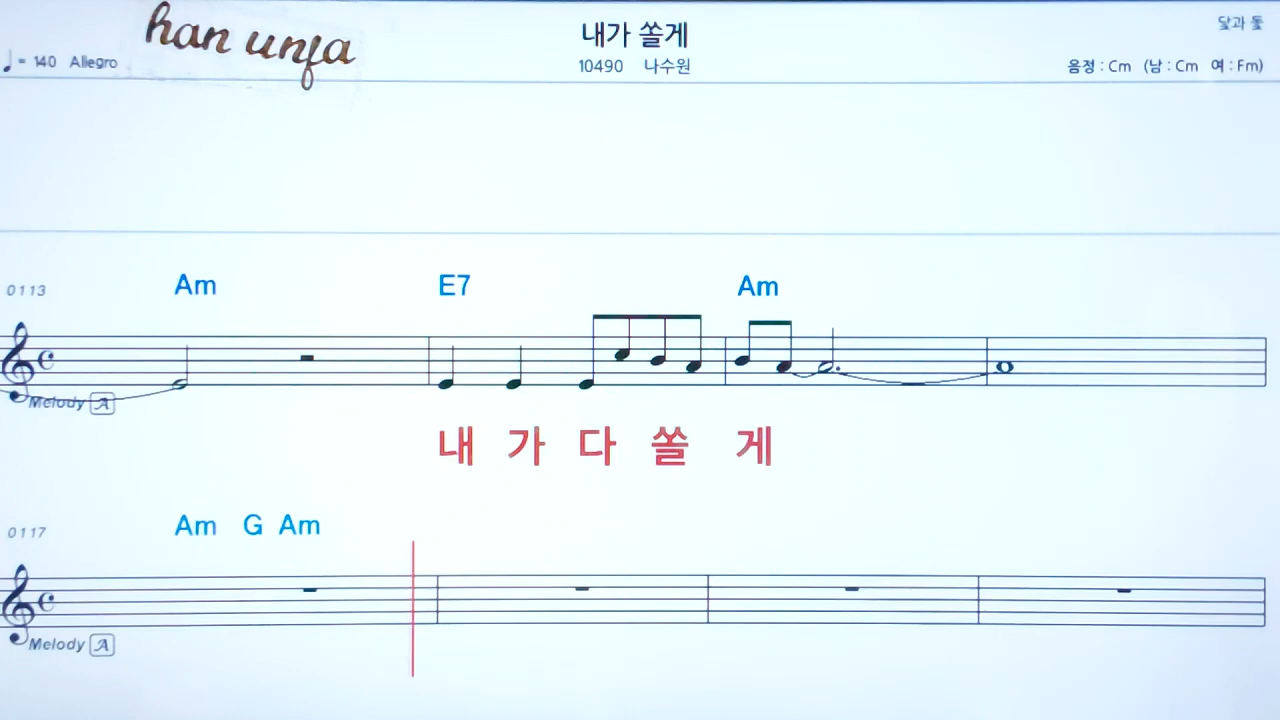 han unja
내가 쏠게
닻과 돛
♩= 140 Allegro
10490 나수원
음정 : Cm (남 : Cm 여 : Fm)
0113 Am E7 Am
Melody A
내 가 다 쏠 게
0117 Am G Am
Melody A